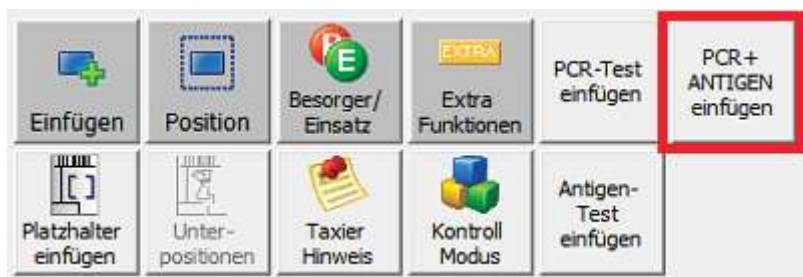 Einfügen
Position
Besorger/
Einsatz
EXTRA
Extra
Funktionen
PCR-Test
einfügen
PCR+
ANTIGEN
einfügen
Platzhalter
einfügen
Unter-
positionen
Taxier
Hinweis
Kontroll
Modus
Antigen-
Test
einfügen